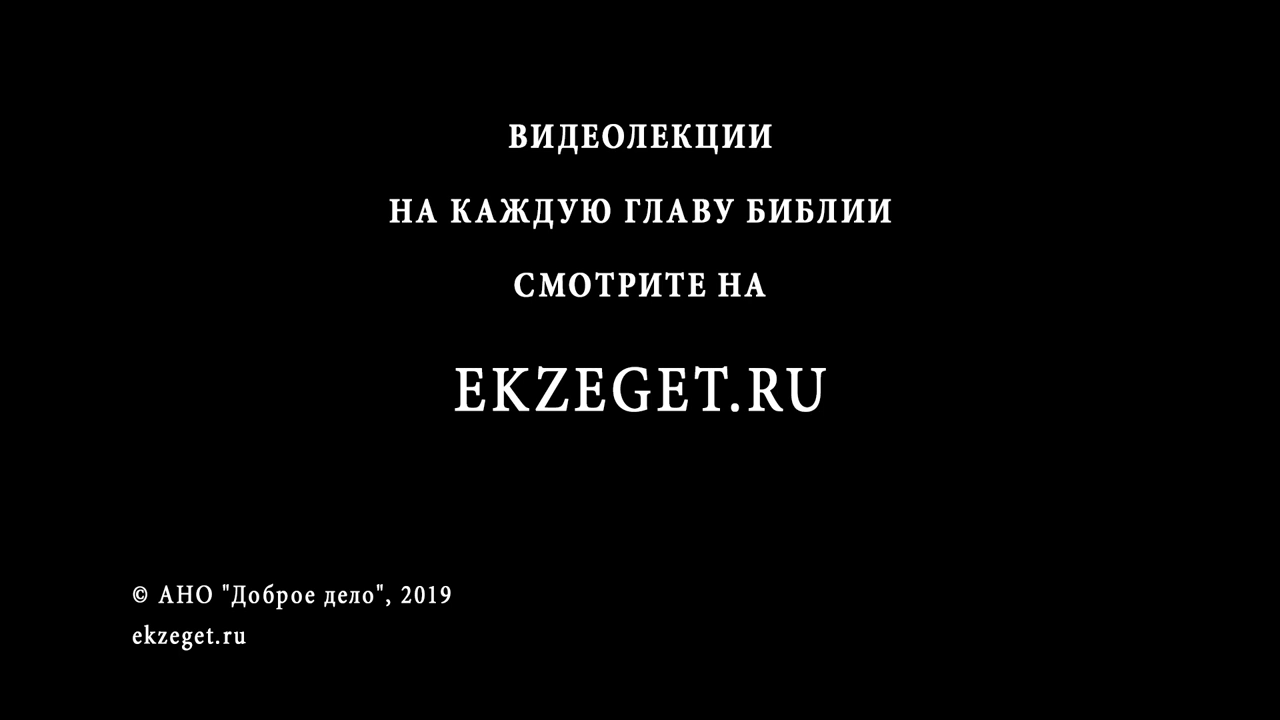 ВИДЕОЛЕКЦИИ
НА КАЖДУЮ ГЛАВУ БИБЛИИ
СМОТРИТЕ НА
EKZEGET.RU
© АНО "Доброе дело", 2019
ekzeget.ru